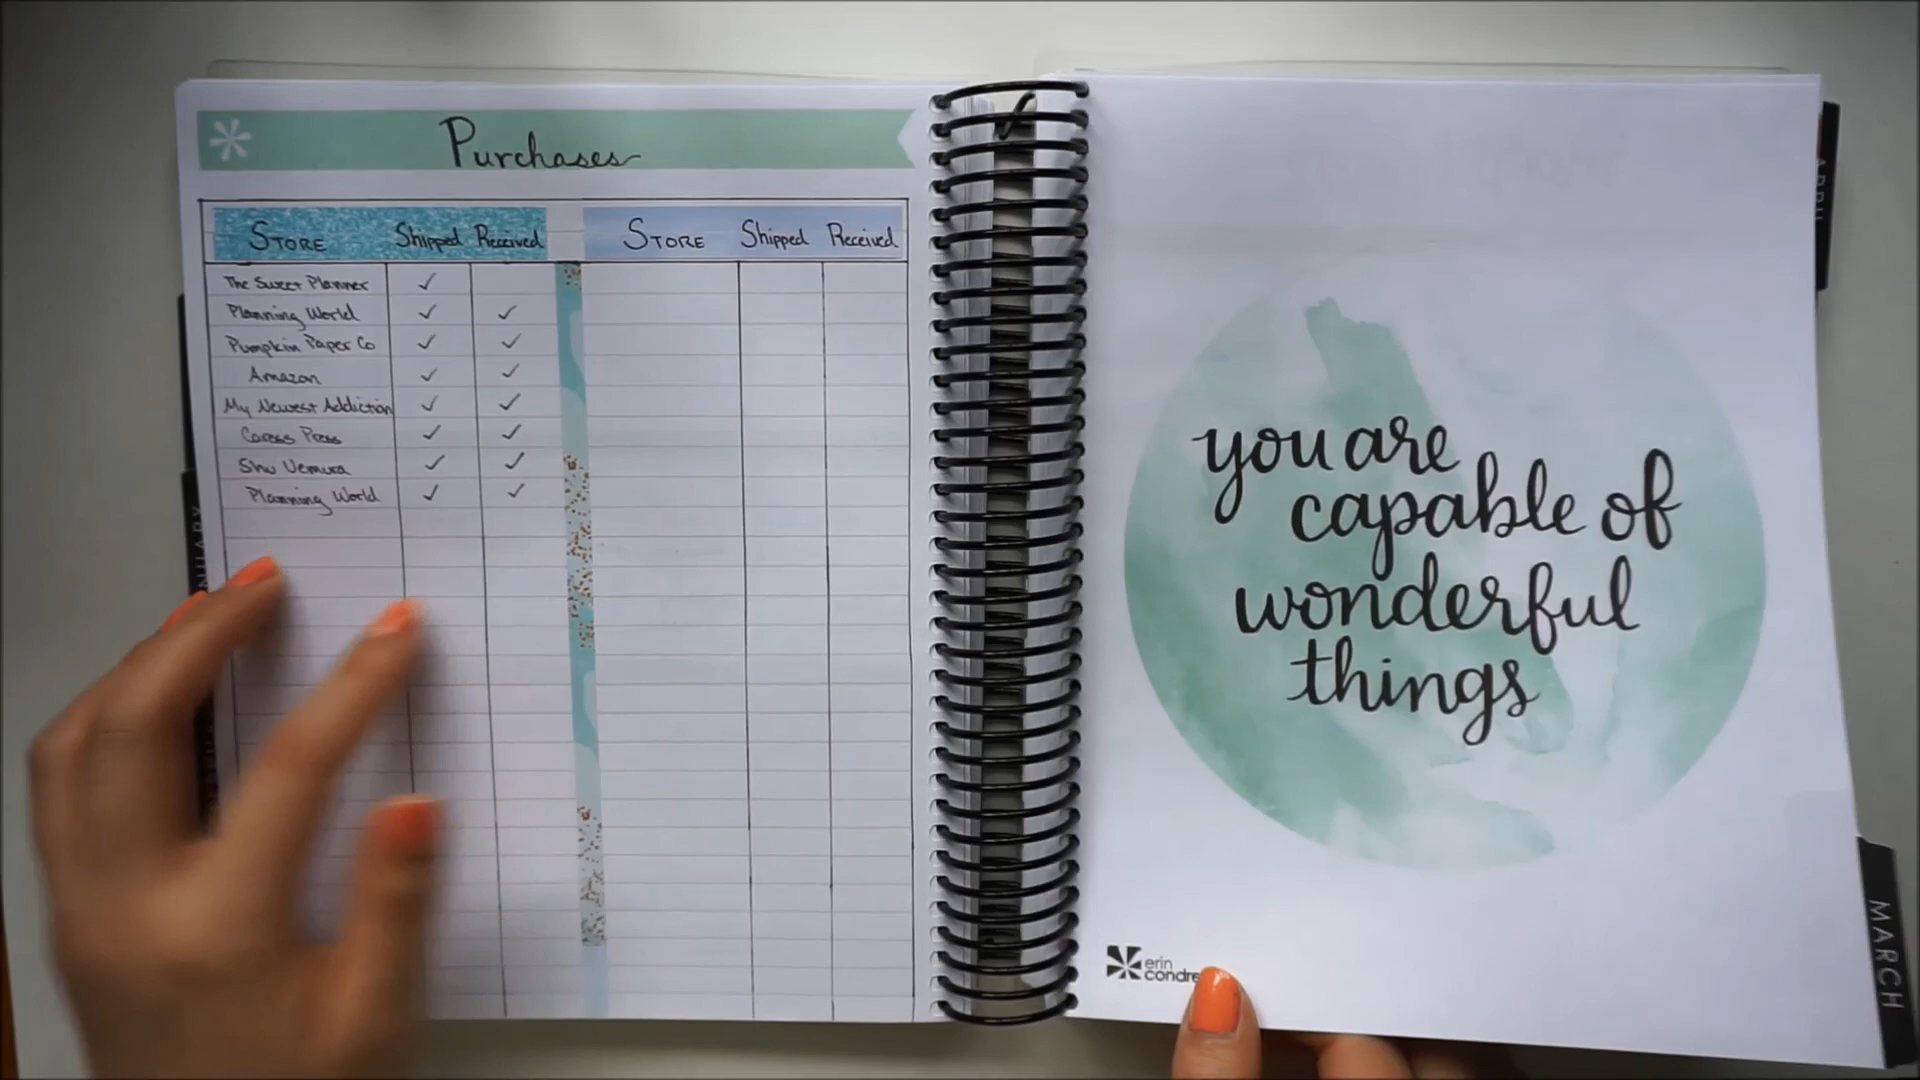 Purchases
STORE Shipped Received STORE Shipped Received
The Sweet Planner ✓
Planning World ✓ ✓
Pumpkin Paper Co ✓ ✓
Amazon ✓ ✓
My Newest Addiction ✓ ✓
Caress Press ✓ ✓
Shu Uemura ✓ ✓
Planning World ✓ ✓
you are
capable of
wonderful
things
erin
condre
MARCH